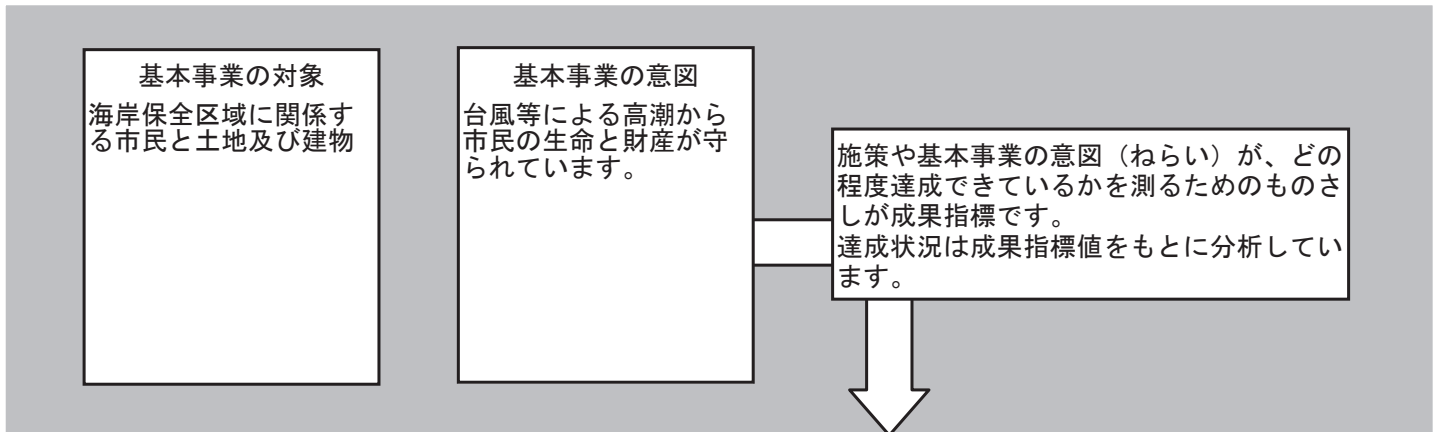 基本事業の対象
海岸保全区域に関係す
る市民と土地及び建物
基本事業の意図
台風等による高潮から
市民の生命と財産が守
られています。
施策や基本事業の意図（ねらい）が、どの
程度達成できているかを測るためのものさ
しが成果指標です。
達成状況は成果指標値をもとに分析してい
ます。